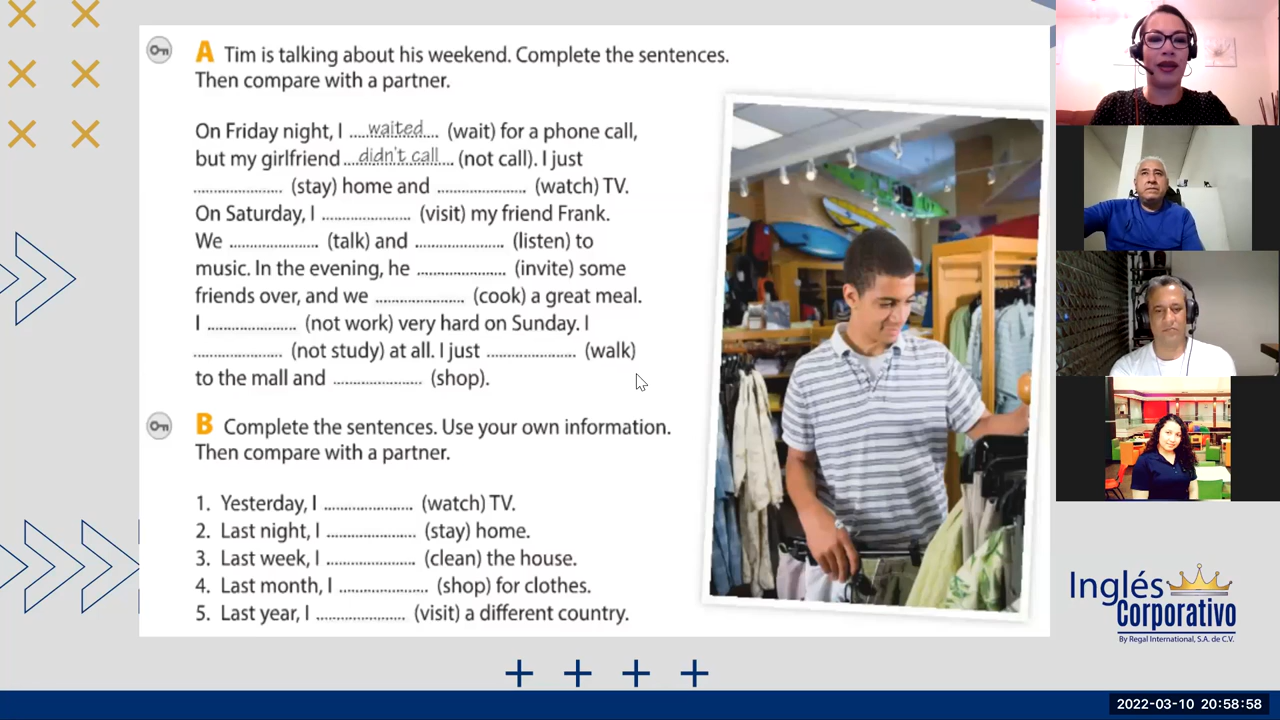 A Tim is talking about his weekend. Complete the sentences.
Then compare with a partner.
On Friday night, I ....waited.... (wait) for a phone call,
but my girlfriend ...didn't call... (not call). I just
...................... (stay) home and ...................... (watch) TV.
On Saturday, I ...................... (visit) my friend Frank.
We ...................... (talk) and ...................... (listen) to
music. In the evening, he ...................... (invite) some
friends over, and we ...................... (cook) a great meal.
I ...................... (not work) very hard on Sunday. I
...................... (not study) at all. I just ...................... (walk)
to the mall and ...................... (shop).
B Complete the sentences. Use your own information.
Then compare with a partner.
1. Yesterday, I ...................... (watch) TV.
2. Last night, I ...................... (stay) home.
3. Last week, I ...................... (clean) the house.
4. Last month, I ...................... (shop) for clothes.
5. Last year, I ...................... (visit) a different country.
Inglés
Corporativo
By Regal International, S.A. de C.V.
2022-03-10 20:58:58